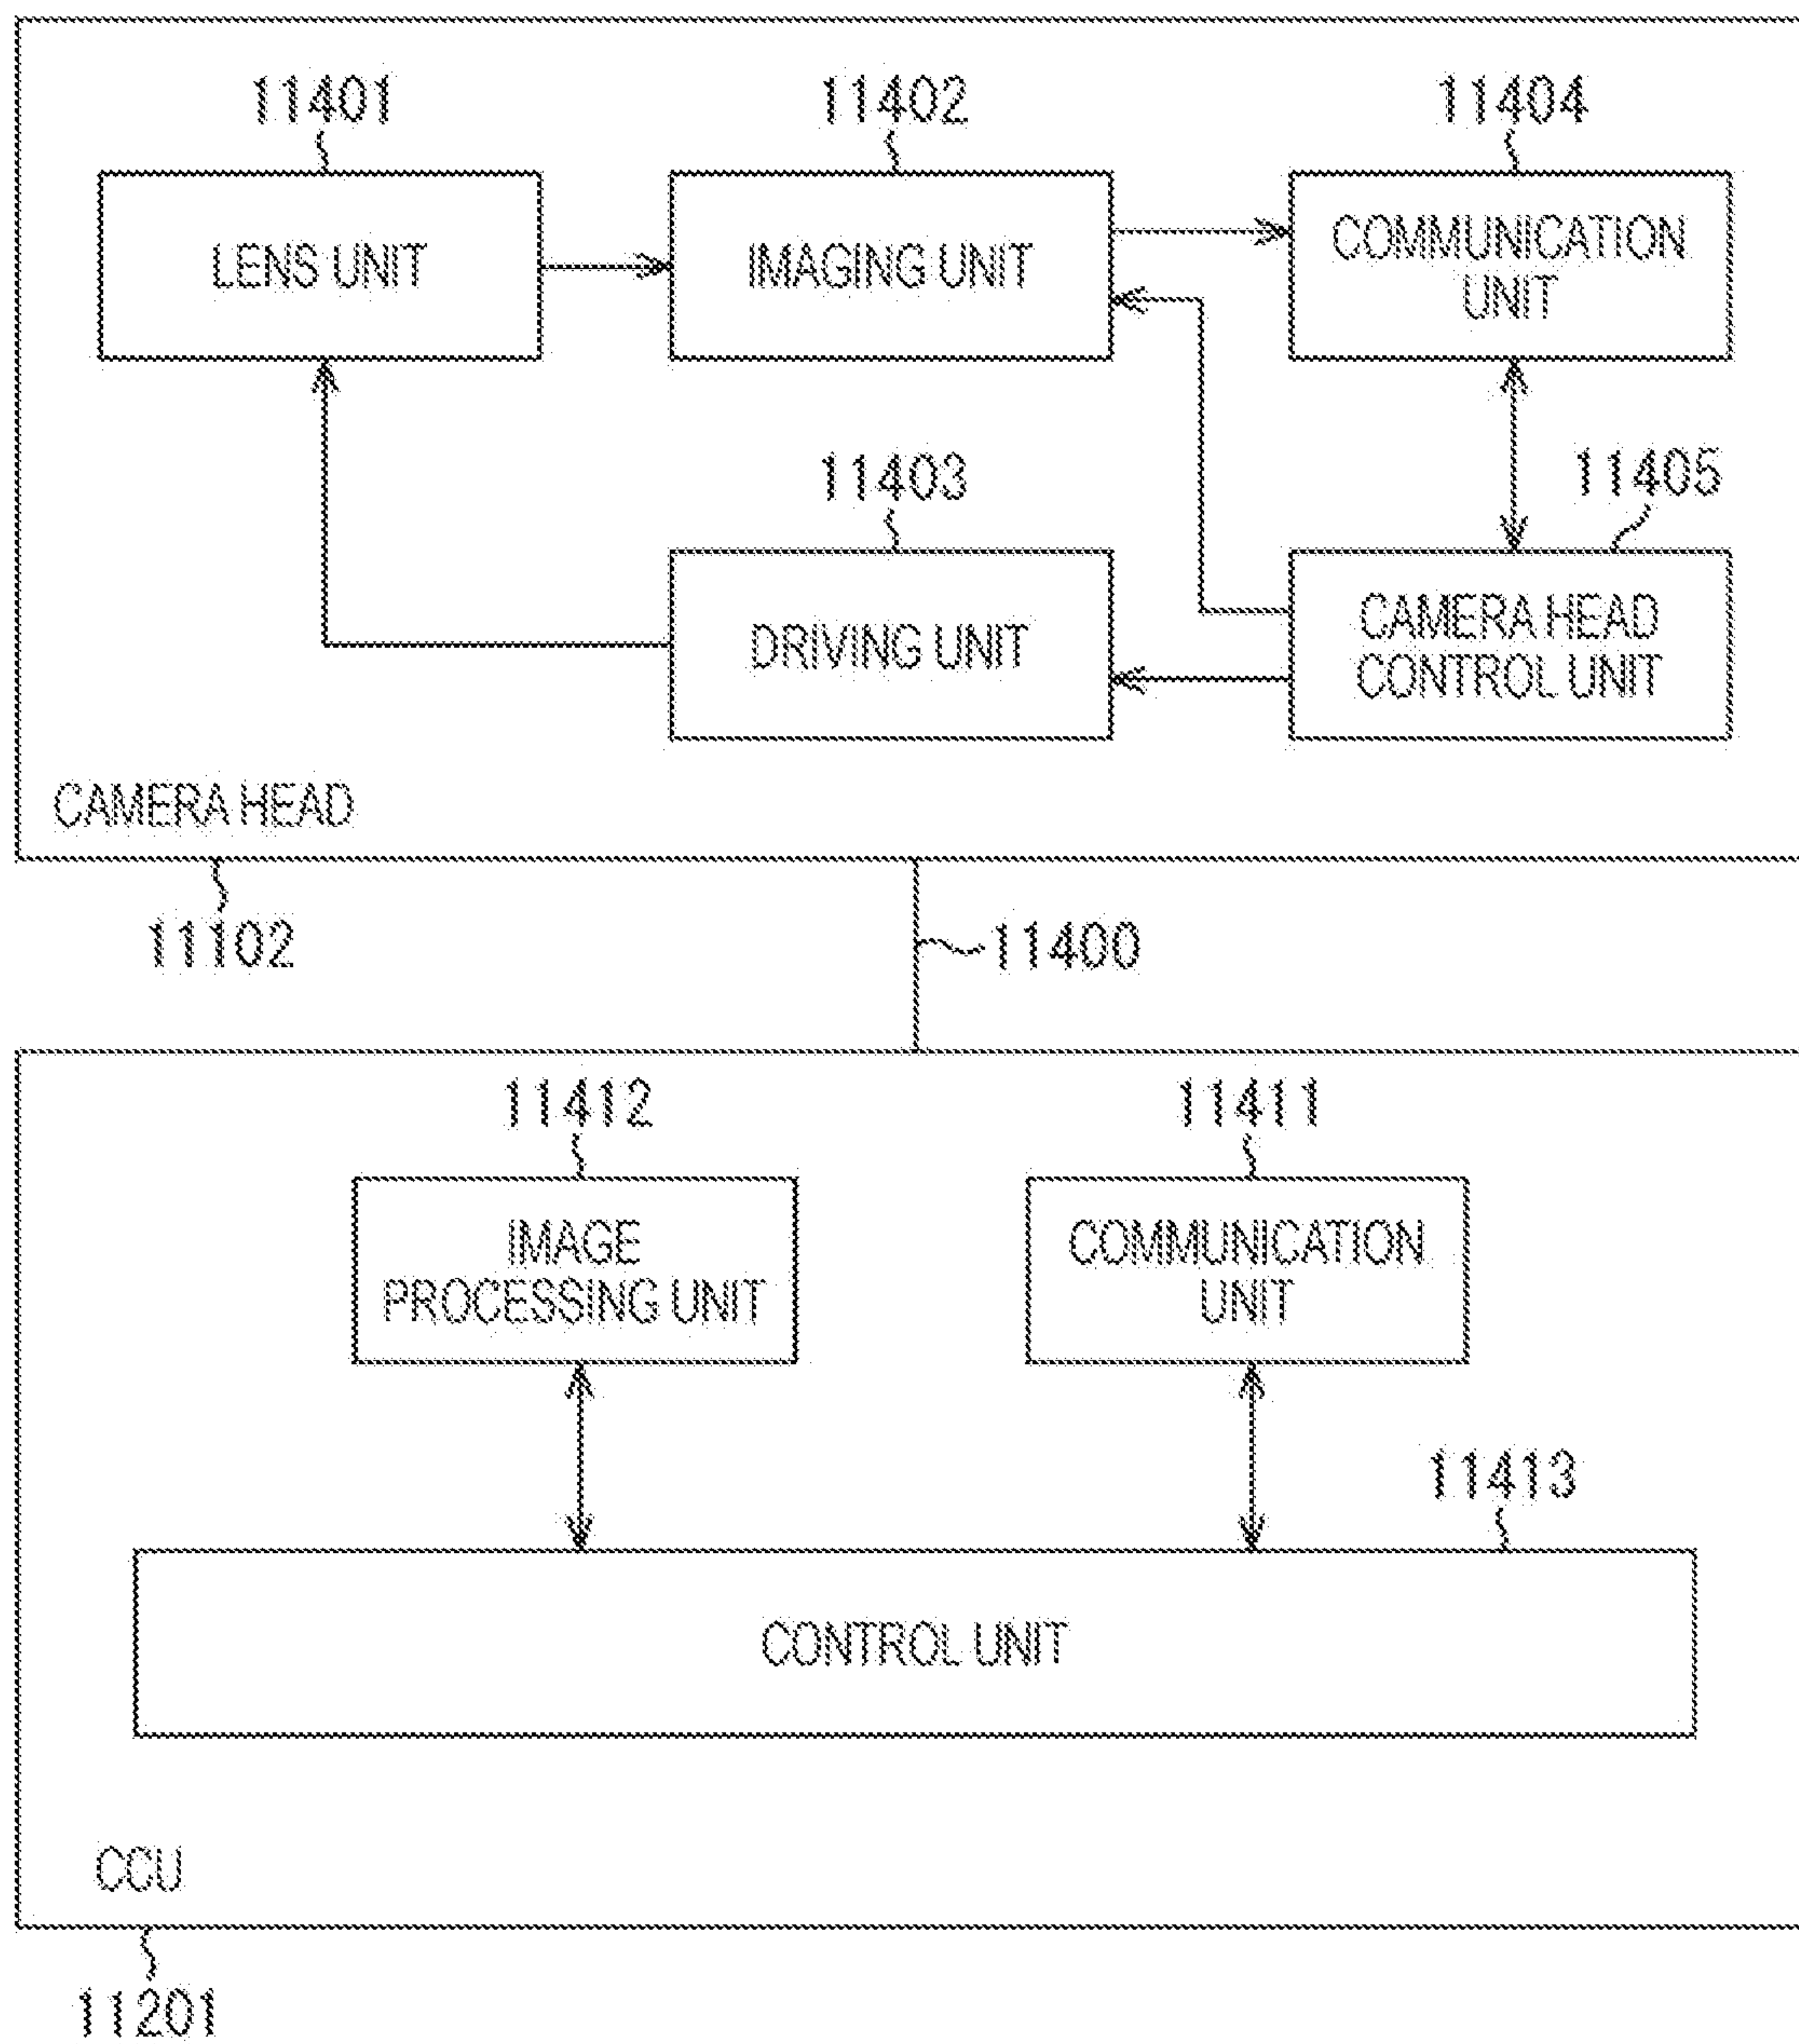 11401
11402
11404
LENS UNIT
IMAGING UNIT
COMMUNICATION
UNIT
11403
11405
DRIVING UNIT
CAMERA HEAD
CONTROL UNIT
CAMERA HEAD
11102
11400
11412
11411
IMAGE
PROCESSING UNIT
COMMUNICATION
UNIT
11413
CONTROL UNIT
CCU
11201